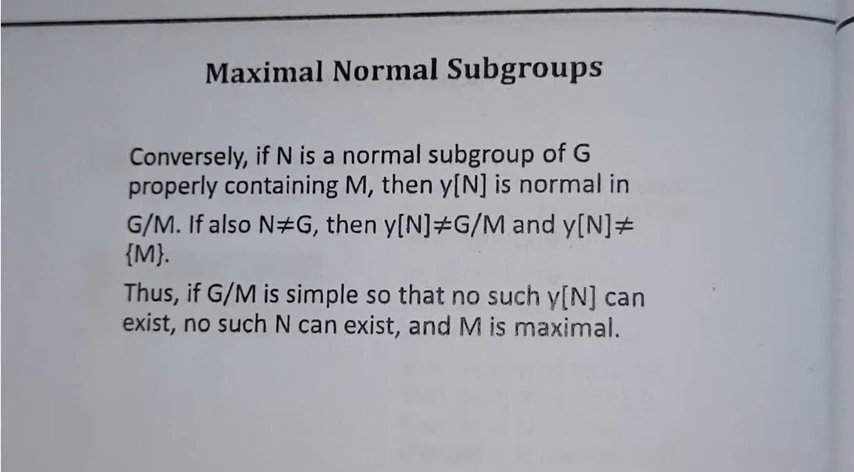 Maximal Normal Subgroups
Conversely, if N is a normal subgroup of G
properly containing M, then y[N] is normal in
G/M. If also N≠G, then y[N]≠G/M and y[N]≠
{M}.
Thus, if G/M is simple so that no such y[N] can
exist, no such N can exist, and M is maximal.